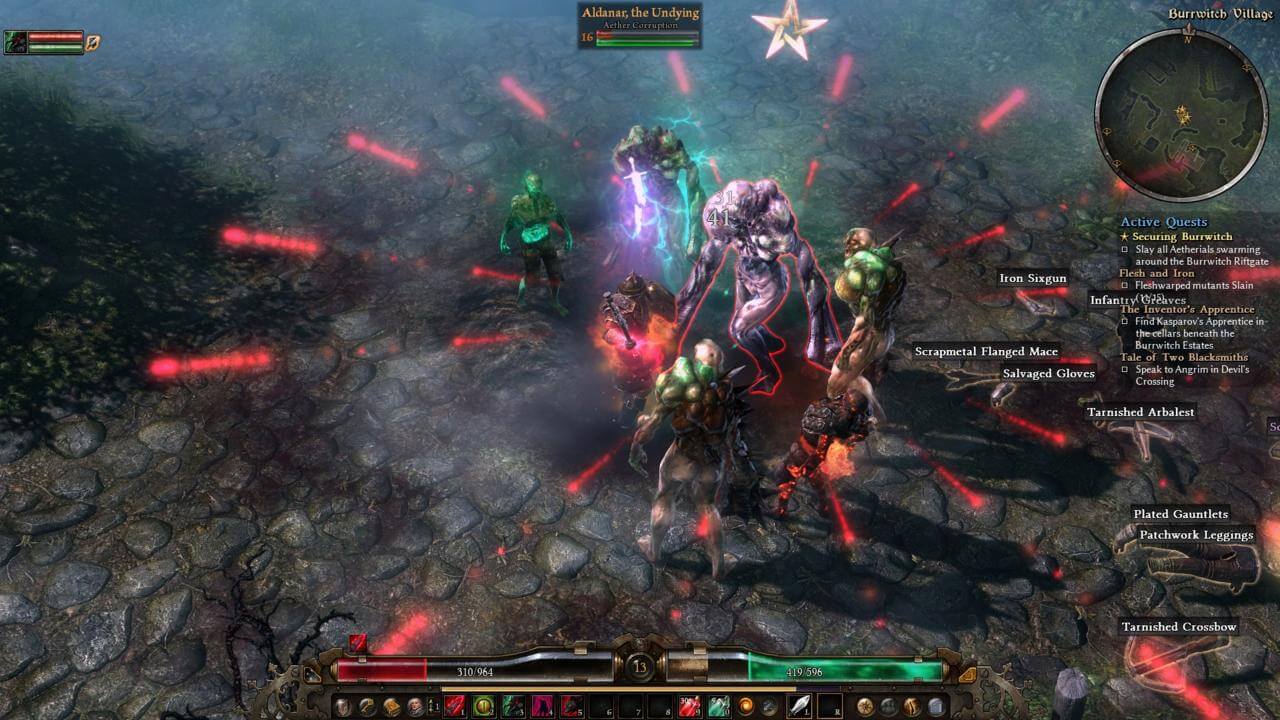 Aldanar, the Undying
Aether Corruption
16
Burrwitch Village
N
31
41
Active Quests
Securing Burrwitch
Slay all Aetherials swarming
around the Burrwitch Riftgate
Flesh and Iron
Fleshwarped mutants Slain
The Inventor's Apprentice
Find Kasparov's Apprentice in
the cellars beneath the
Burrwitch Estates
Tale of Two Blacksmiths
Speak to Angrim in Devil's
Crossing
Iron Sixgun
Infantry Greaves
Scrapmetal Flanged Mace
Salvaged Gloves
Tarnished Arbalest
Plated Gauntlets
Patchwork Leggings
Tarnished Crossbow
310/964
13
419/596
1 3 4 5 6 7 8 L R